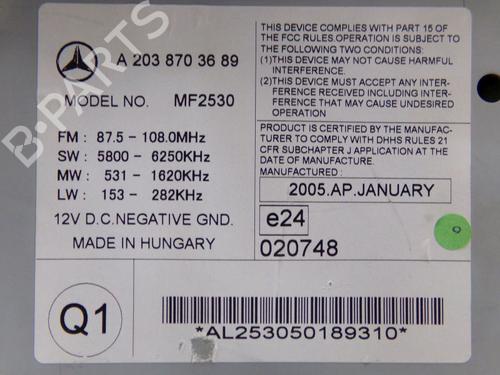 A 203 870 36 89
MODEL NO. MF2530
FM : 87.5 - 108.0MHz
SW : 5800 - 6250KHz
MW : 531 - 1620KHz
LW : 153 - 282KHz
12V D.C. NEGATIVE GND.
MADE IN HUNGARY
THIS DEVICE COMPLIES WITH PART 15 OF
THE FCC RULES.OPERATION IS SUBJECT
TO THE FOLLOWING TWO CONDITIONS:
(1)THIS DEVICE MAY NOT CAUSE HARMFUL
INTERFERENCE.
(2)THIS DEVICE MUST ACCEPT ANY INTER-
FERENCE RECEIVED INCLUDING INTER-
FERENCE THAT MAY CAUSE UNDESIRED
OPERATION
PRODUCT IS CERTIFIED BY THE MANUFAC-
TURER TO COMPLY WITH DHHS RULES 21
CFR SUBCHAPTER J APPLICATION AT THE
DATE OF MANUFACTURE.
MANUFACTURED :
2005.AP.JANUARY
e24
020748
Q1
*AL253050189310*
B-PARTS